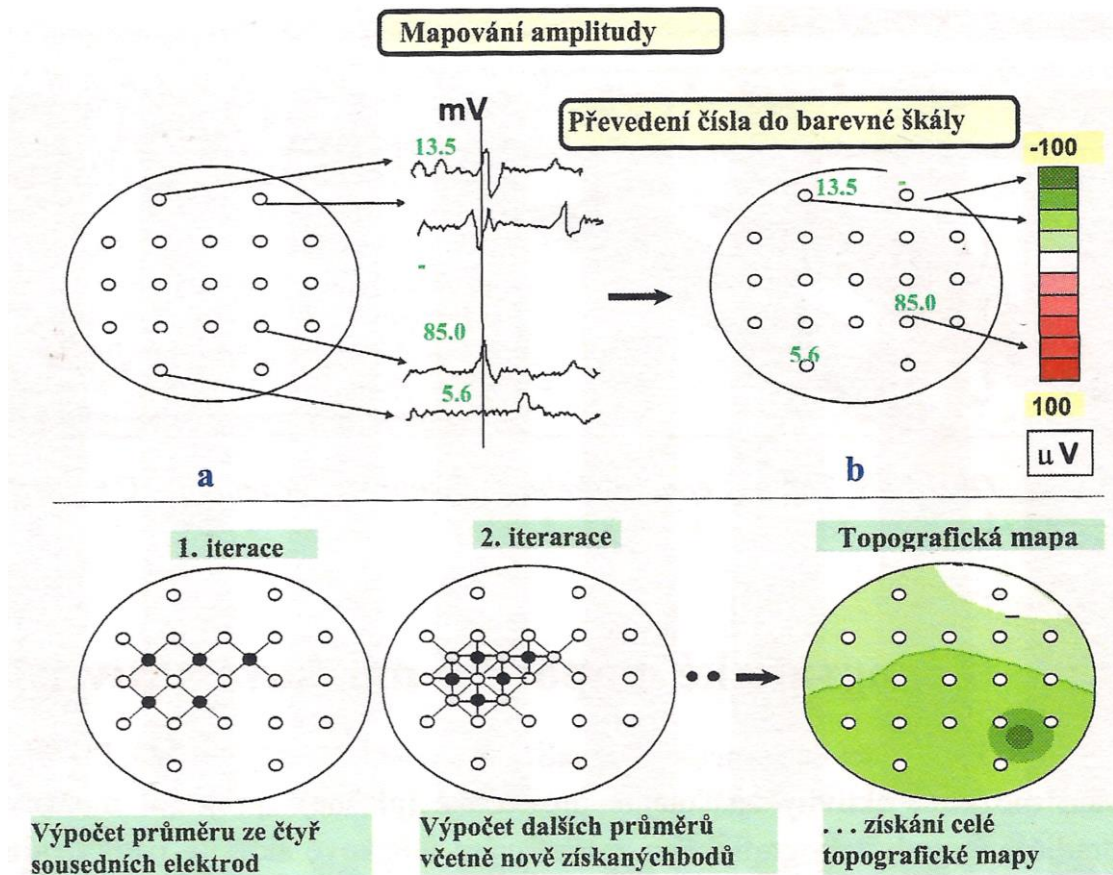 Mapování amplitudy
mV
Převedení čísla do barevné škály
13.5
-
85.0
5.6
a
13.5
-
85.0
5.6
b
-100
100
u V
1. iterace
2. iterarace
Topografická mapa
Výpočet průměru ze čtyř
sousedních elektrod
Výpočet dalších průměrů
včetně nově získanýchbodů
. . . získání celé
topografické mapy